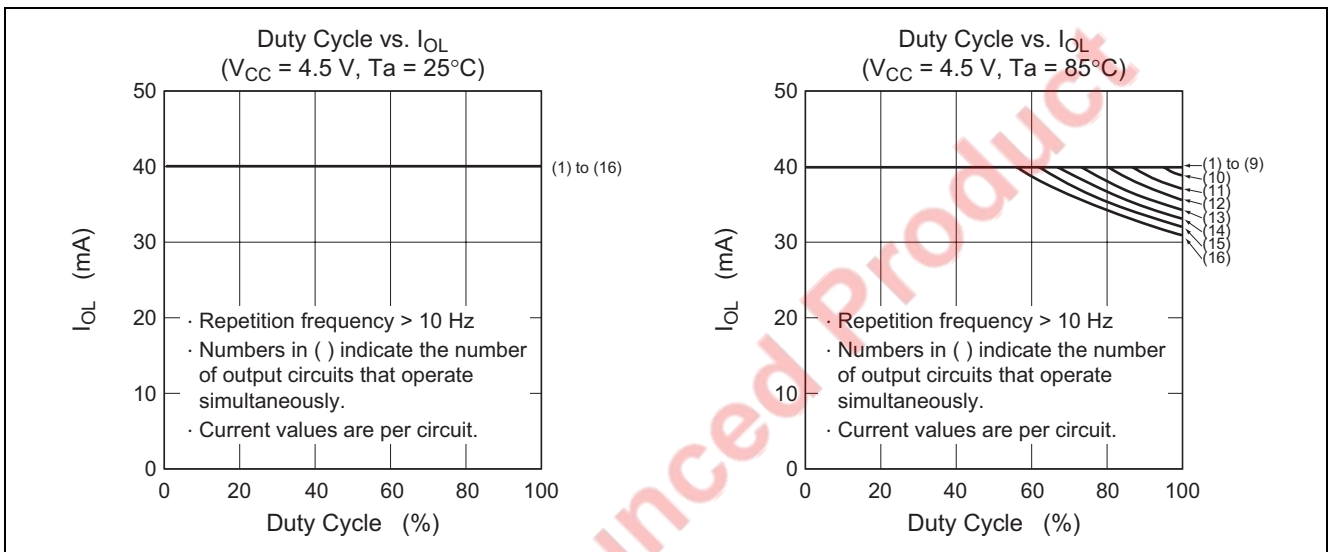 Duty Cycle vs. IOL
(VCC = 4.5 V, Ta = 25°C)
50
40
30
20
10
0
IOL (mA)
(1) to (16)
· Repetition frequency > 10 Hz
· Numbers in ( ) indicate the number
of output circuits that operate
simultaneously.
· Current values are per circuit.
0 20 40 60 80 100
Duty Cycle (%)
Duty Cycle vs. IOL
(VCC = 4.5 V, Ta = 85°C)
50
40
30
20
10
0
IOL (mA)
(1) to (9)
(10)
(11)
(12)
(13)
(14)
(15)
(16)
· Repetition frequency > 10 Hz
· Numbers in ( ) indicate the number
of output circuits that operate
simultaneously.
· Current values are per circuit.
0 20 40 60 80 100
Duty Cycle (%)
unced Product